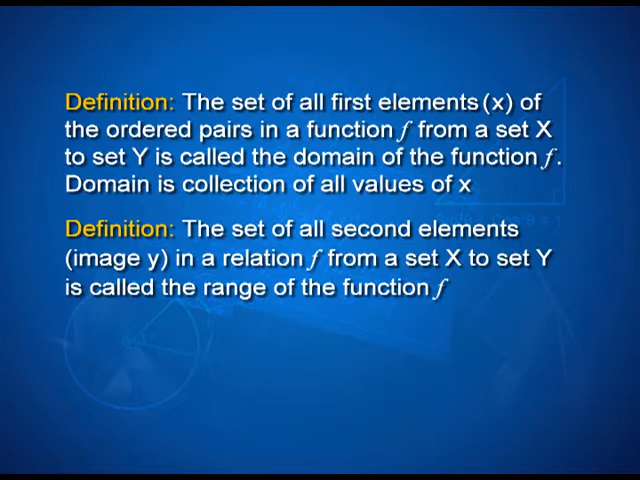 Definition: The set of all first elements (x) of
the ordered pairs in a function f from a set X
to set Y is called the domain of the function f.
Domain is collection of all values of x
Definition: The set of all second elements
(image y) in a relation f from a set X to set Y
is called the range of the function f